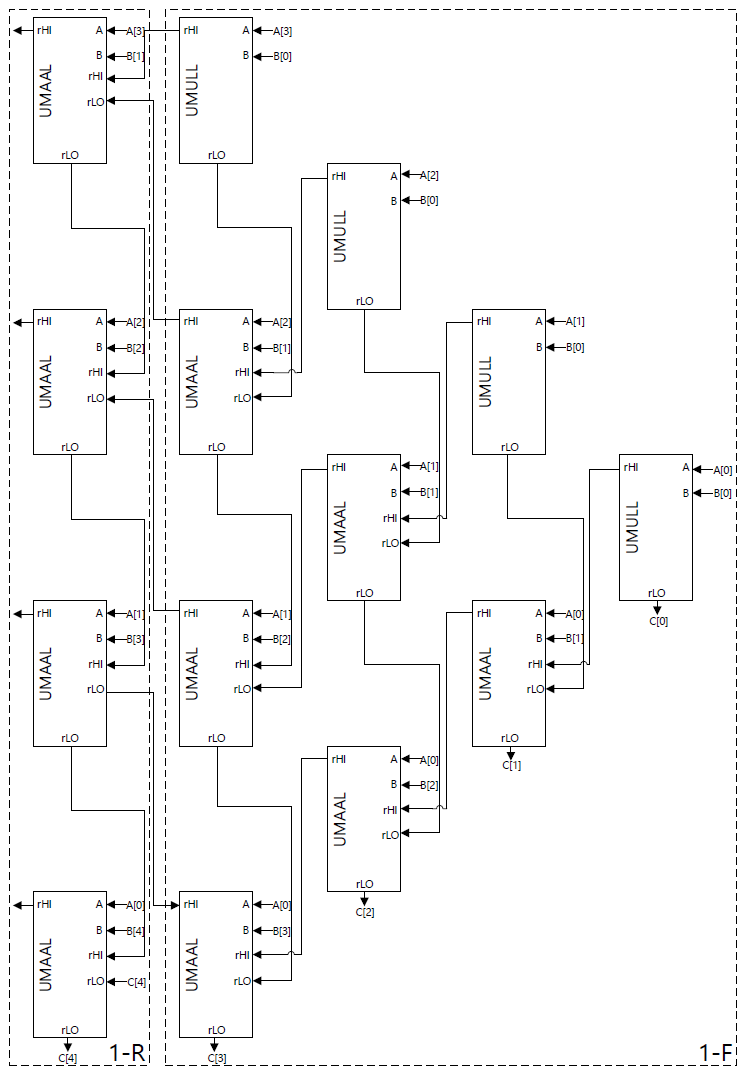 rHI A A[3]
B B[1]
rHI
rLO
UMAAL
rLO
rHI A A[3]
B B[0]
UMULL
rLO
rHI A A[2]
B B[0]
UMULL
rLO
rHI A A[2]
B B[2]
rHI
rLO
UMAAL
rLO
rHI A A[2]
B B[1]
rHI
rLO
UMAAL
rLO
rHI A A[1]
B B[0]
UMULL
rLO
rHI A A[1]
B B[1]
rHI
rLO
UMAAL
rLO
rHI A A[0]
B B[0]
UMULL
rLO
C[0]
rHI A A[1]
B B[3]
rHI
rLO
UMAAL
rLO
rHI A A[1]
B B[2]
rHI
rLO
UMAAL
rLO
rHI A A[0]
B B[1]
rHI
rLO
UMAAL
rLO
C[1]
rHI A A[0]
B B[2]
rHI
rLO
UMAAL
rLO
C[2]
rHI A A[0]
B B[4]
rHI
rLO C[4]
UMAAL
rLO
C[4]
1-R
rHI A A[0]
B B[3]
rHI
rLO
UMAAL
rLO
C[3]
1-F